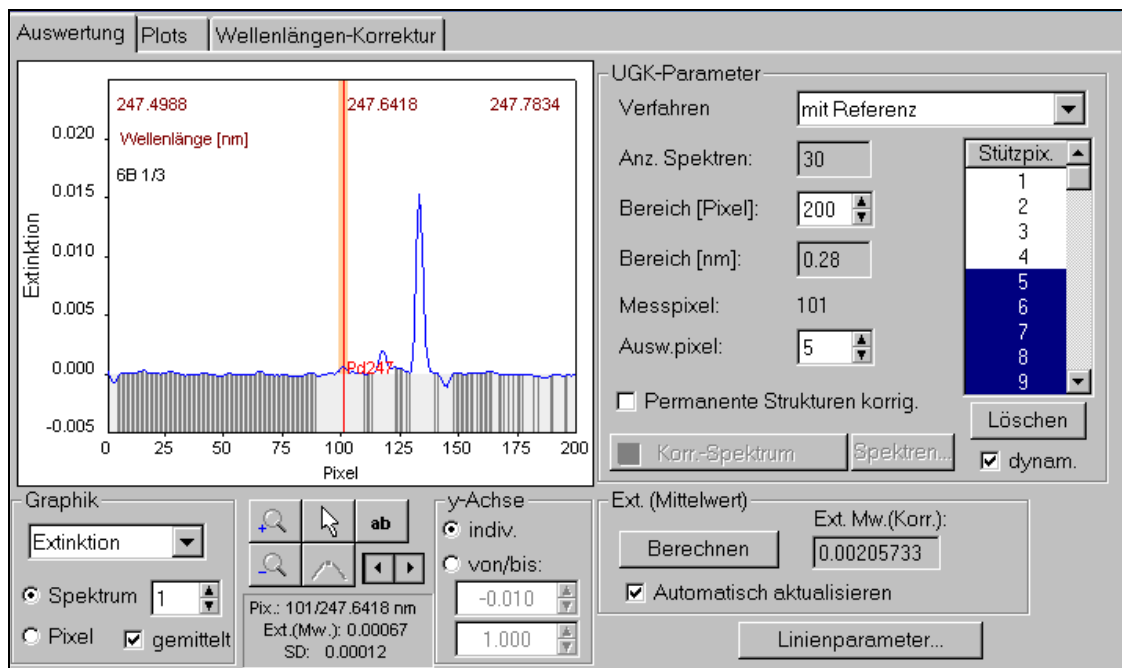 Auswertung
Plots
Wellenlängen-Korrektur
247.4988 247.6418 247.7834
Wellenlänge [nm]
6B 1/3
0.020
0.015
0.010
0.005
0.000
-0.005
Extinktion
Pd247
0 25 50 75 100 125 150 175 200
Pixel
UGK-Parameter
Verfahren
mit Referenz
Anz. Spektren:
30
Bereich [Pixel]:
200
Bereich [nm]:
0.28
Messpixel:
101
Ausw.pixel:
5
Stützpix.
1
2
3
4
5
6
7
8
9
Permanente Strukturen korrig.
Löschen
Korr.-Spektrum
Spektren...
dynam.
Graphik
Extinktion
Spektrum
1
Pixel
gemittelt
ab
Pix.: 101/247.6418 nm
Ext.(Mw.): 0.00067
SD: 0.00012
y-Achse
indiv.
von/bis:
-0.010
1.000
Ext. (Mittelwert)
Berechnen
Ext. Mw.(Korr.):
0.00205733
Automatisch aktualisieren
Linienparameter...